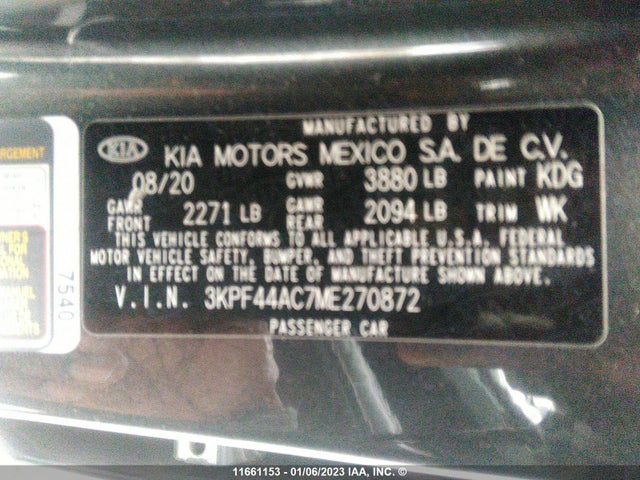 MANUFACTURED BY
KIA KIA MOTORS MEXICO S.A. DE C.V.
08/20 GVWR 3880 LB PAINT KDG
GAWR FRONT 2271 LB GAWR REAR 2094 LB TRIM WK
THIS VEHICLE CONFORMS TO ALL APPLICABLE U.S.A. FEDERAL
MOTOR VEHICLE SAFETY, BUMPER, AND THEFT PREVENTION STANDARDS
IN EFFECT ON THE DATE OF MANUFACTURE SHOWN ABOVE.
V.I.N. 3KPF44AC7ME270872
PASSENGER CAR
7540
11661153 - 01/06/2023 IAA, INC. ©